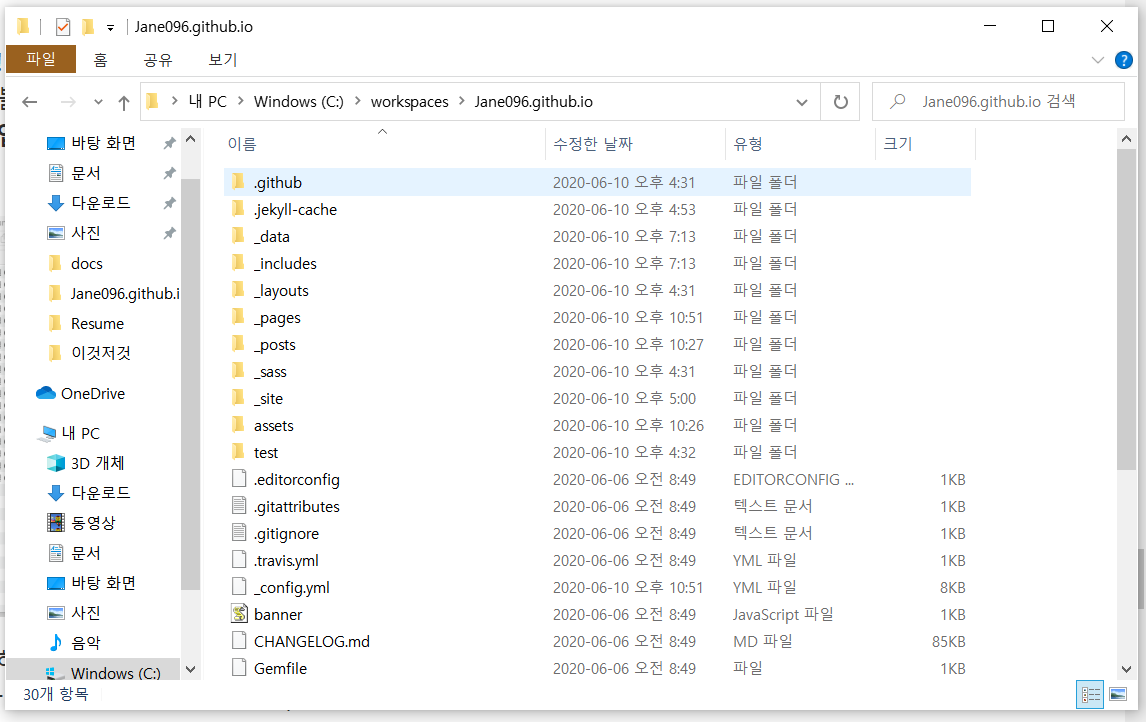 Jane096.github.io
파일 홈 공유 보기
내 PC Windows (C:) workspaces Jane096.github.io
Jane096.github.io 검색
바탕 화면
문서
다운로드
사진
docs
Jane096.github.i
Resume
이것저것
OneDrive
내 PC
3D 개체
다운로드
동영상
문서
바탕 화면
사진
음악
Windows (C:)
이름 수정한 날짜 유형 크기
.github 2020-06-10 오후 4:31 파일 폴더
.jekyll-cache 2020-06-10 오후 4:53 파일 폴더
_data 2020-06-10 오후 7:13 파일 폴더
_includes 2020-06-10 오후 7:13 파일 폴더
_layouts 2020-06-10 오후 4:31 파일 폴더
_pages 2020-06-10 오후 10:51 파일 폴더
_posts 2020-06-10 오후 10:27 파일 폴더
_sass 2020-06-10 오후 4:31 파일 폴더
_site 2020-06-10 오후 5:00 파일 폴더
assets 2020-06-10 오후 10:26 파일 폴더
test 2020-06-10 오후 4:32 파일 폴더
.editorconfig 2020-06-06 오전 8:49 EDITORCONFIG ... 1KB
.gitattributes 2020-06-06 오전 8:49 텍스트 문서 1KB
.gitignore 2020-06-06 오전 8:49 텍스트 문서 1KB
.travis.yml 2020-06-06 오전 8:49 YML 파일 1KB
_config.yml 2020-06-10 오후 10:51 YML 파일 8KB
banner 2020-06-06 오전 8:49 JavaScript 파일 1KB
CHANGELOG.md 2020-06-06 오전 8:49 MD 파일 85KB
Gemfile 2020-06-06 오전 8:49 파일 1KB
30개 항목